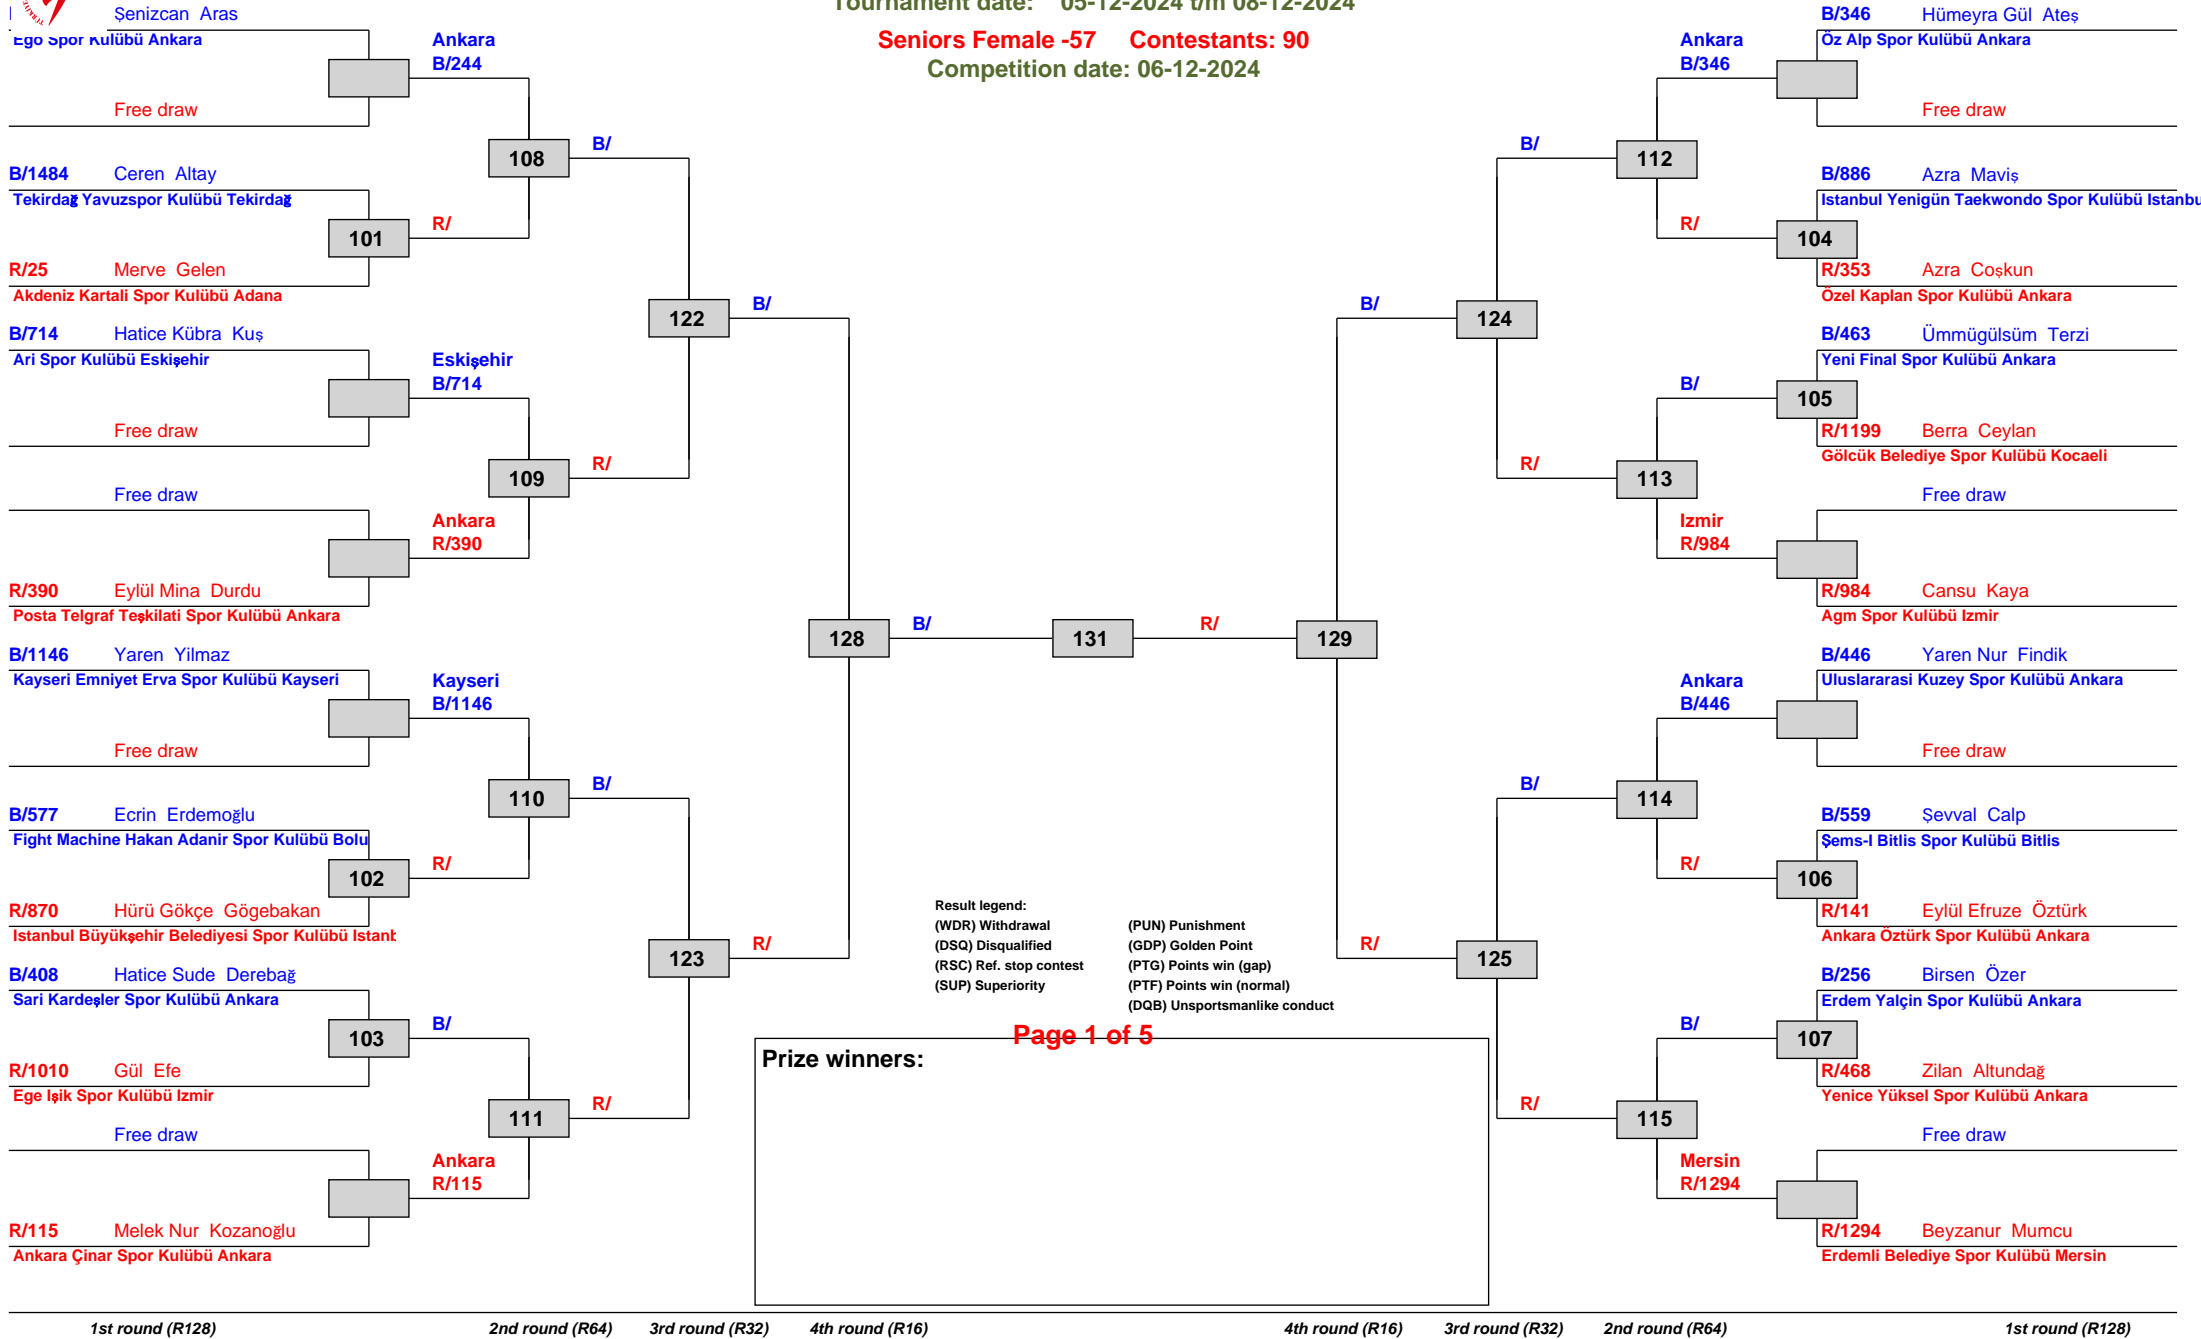 Tournament date: 05-12-2024 t/m 08-12-2024
Seniors Female -57 Contestants: 90
Competition date: 06-12-2024
Şenizcan Aras
Ego Spor Kulübü Ankara
Ankara
B/244
Free draw
108
B/
B/1484 Ceren Altay
Tekirdağ Yavuzspor Kulübü Tekirdağ
101
R/
R/25 Merve Gelen
Akdeniz Kartali Spor Kulübü Adana
122
B/
B/714 Hatice Kübra Kuş
Ari Spor Kulübü Eskişehir
Eskişehir
B/714
Free draw
109
R/
Free draw
Ankara
R/390
R/390 Eylül Mina Durdu
Posta Telgraf Teşkilati Spor Kulübü Ankara
128
B/
131
R/
129
B/1146 Yaren Yilmaz
Kayseri Emniyet Erva Spor Kulübü Kayseri
Kayseri
B/1146
Free draw
110
B/
B/577 Ecrin Erdemoğlu
Fight Machine Hakan Adanir Spor Kulübü Bolu
102
R/
R/870 Hürü Gökçe Gögebakan
Istanbul Büyükşehir Belediyesi Spor Kulübü
123
R/
B/408 Hatice Sude Derebağ
Sari Kardeşler Spor Kulübü Ankara
103
B/
R/1010 Gül Efe
Ege Işik Spor Kulübü Izmir
111
R/
Free draw
Ankara
R/115
R/115 Melek Nur Kozanoğlu
Ankara Çinar Spor Kulübü Ankara
B/346 Hümeyra Gül Ateş
Öz Alp Spor Kulübü Ankara
Ankara
B/346
Free draw
B/
112
B/886 Azra Maviş
Istanbul Yenigün Taekwondo Spor Kulübü
R/
104
R/353 Azra Coşkun
Özel Kaplan Spor Kulübü Ankara
B/
124
B/463 Ümmügülsüm Terzi
Yeni Final Spor Kulübü Ankara
B/
105
R/1199 Berra Ceylan
Gölcük Belediye Spor Kulübü Kocaeli
R/
113
Free draw
Izmir
R/984
R/984 Cansu Kaya
Agm Spor Kulübü Izmir
B/446 Yaren Nur Findik
Uluslararasi Kuzey Spor Kulübü Ankara
Ankara
B/446
Free draw
B/
114
B/559 Şevval Calp
Şems-I Bitlis Spor Kulübü Bitlis
R/
106
R/141 Eylül Efruze Öztürk
Ankara Öztürk Spor Kulübü Ankara
R/
125
B/256 Birsen Özer
Erdem Yalçin Spor Kulübü Ankara
B/
107
R/468 Zilan Altundağ
Yenice Yüksel Spor Kulübü Ankara
R/
115
Free draw
Mersin
R/1294
R/1294 Beyzanur Mumcu
Erdemli Belediye Spor Kulübü Mersin
Result legend:
(WDR) Withdrawal (PUN) Punishment
(DSQ) Disqualified (GDP) Golden Point
(RSC) Ref. stop contest (PTG) Points win (gap)
(SUP) Superiority (PTF) Points win (normal)
(DQB) Unsportsmanlike conduct
Page 1 of 5
Prize winners:
1st round (R128) 2nd round (R64) 3rd round (R32) 4th round (R16) 4th round (R16) 3rd round (R32) 2nd round (R64) 1st round (R128)